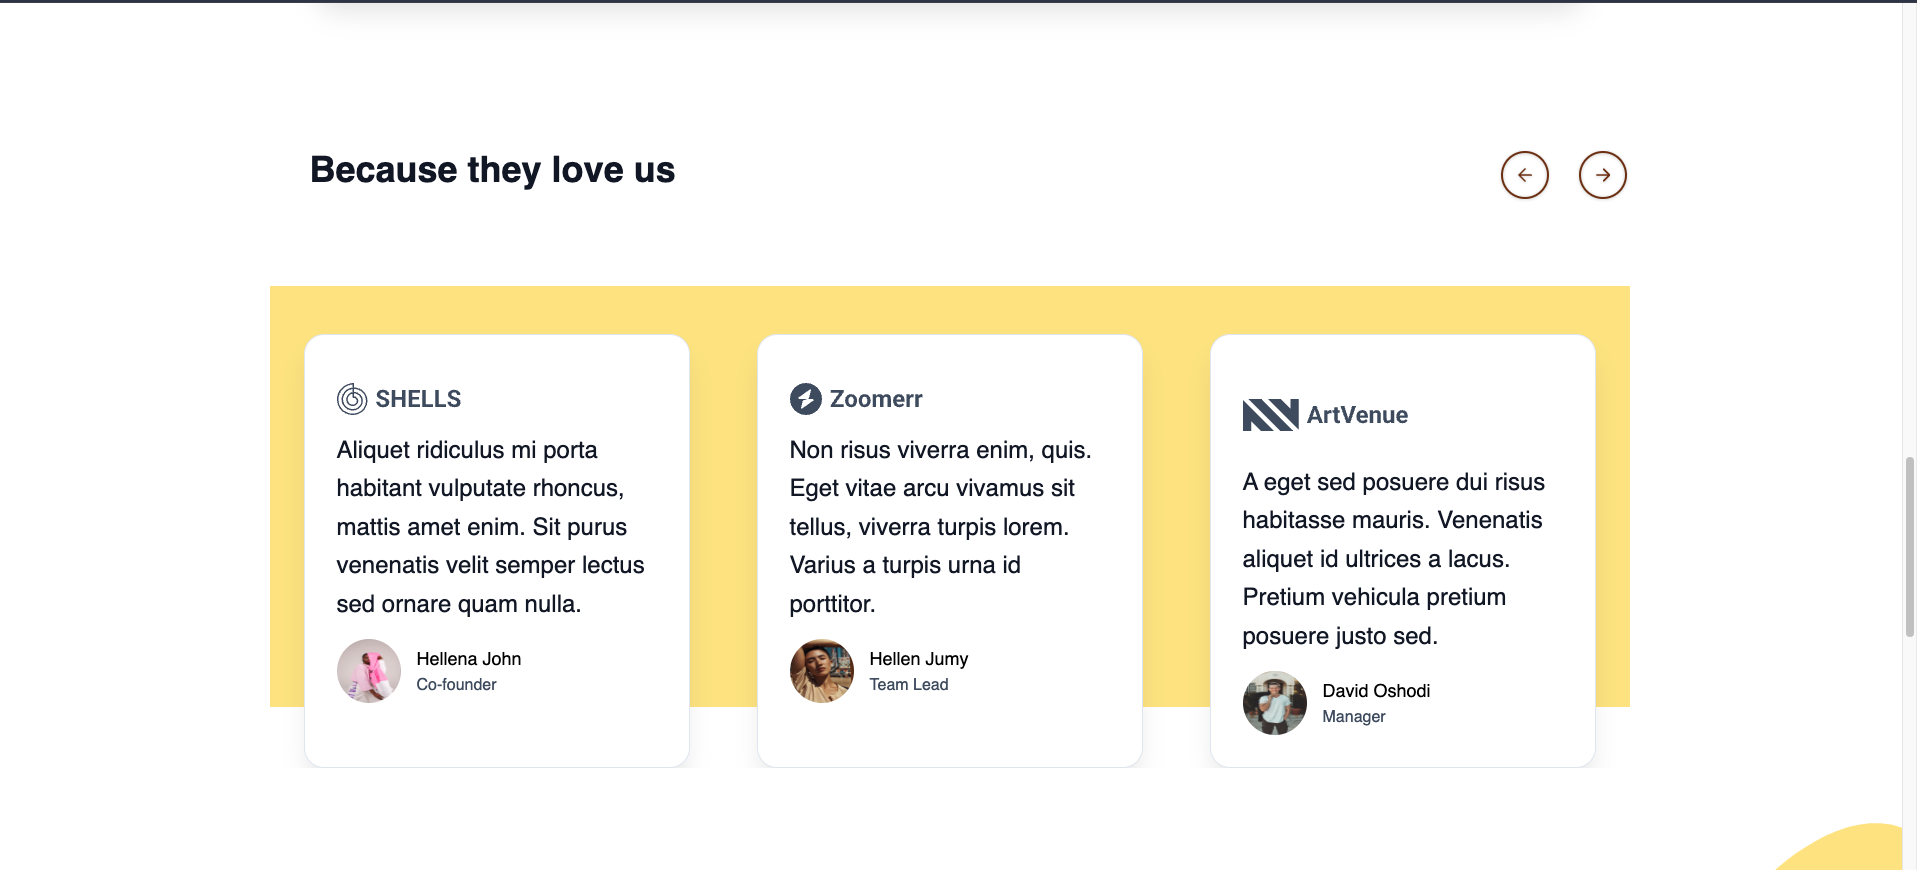 Because they love us
SHELLS
Aliquet ridiculus mi porta
habitant vulputate rhoncus,
mattis amet enim. Sit purus
venenatis velit semper lectus
sed ornare quam nulla.
Hellena John
Co-founder
Zoomerr
Non risus viverra enim, quis.
Eget vitae arcu vivamus sit
tellus, viverra turpis lorem.
Varius a turpis urna id
porttitor.
Hellen Jumy
Team Lead
ArtVenue
A eget sed posuere dui risus
habitasse mauris. Venenatis
aliquet id ultrices a lacus.
Pretium vehicula pretium
posuere justo sed.
David Oshodi
Manager